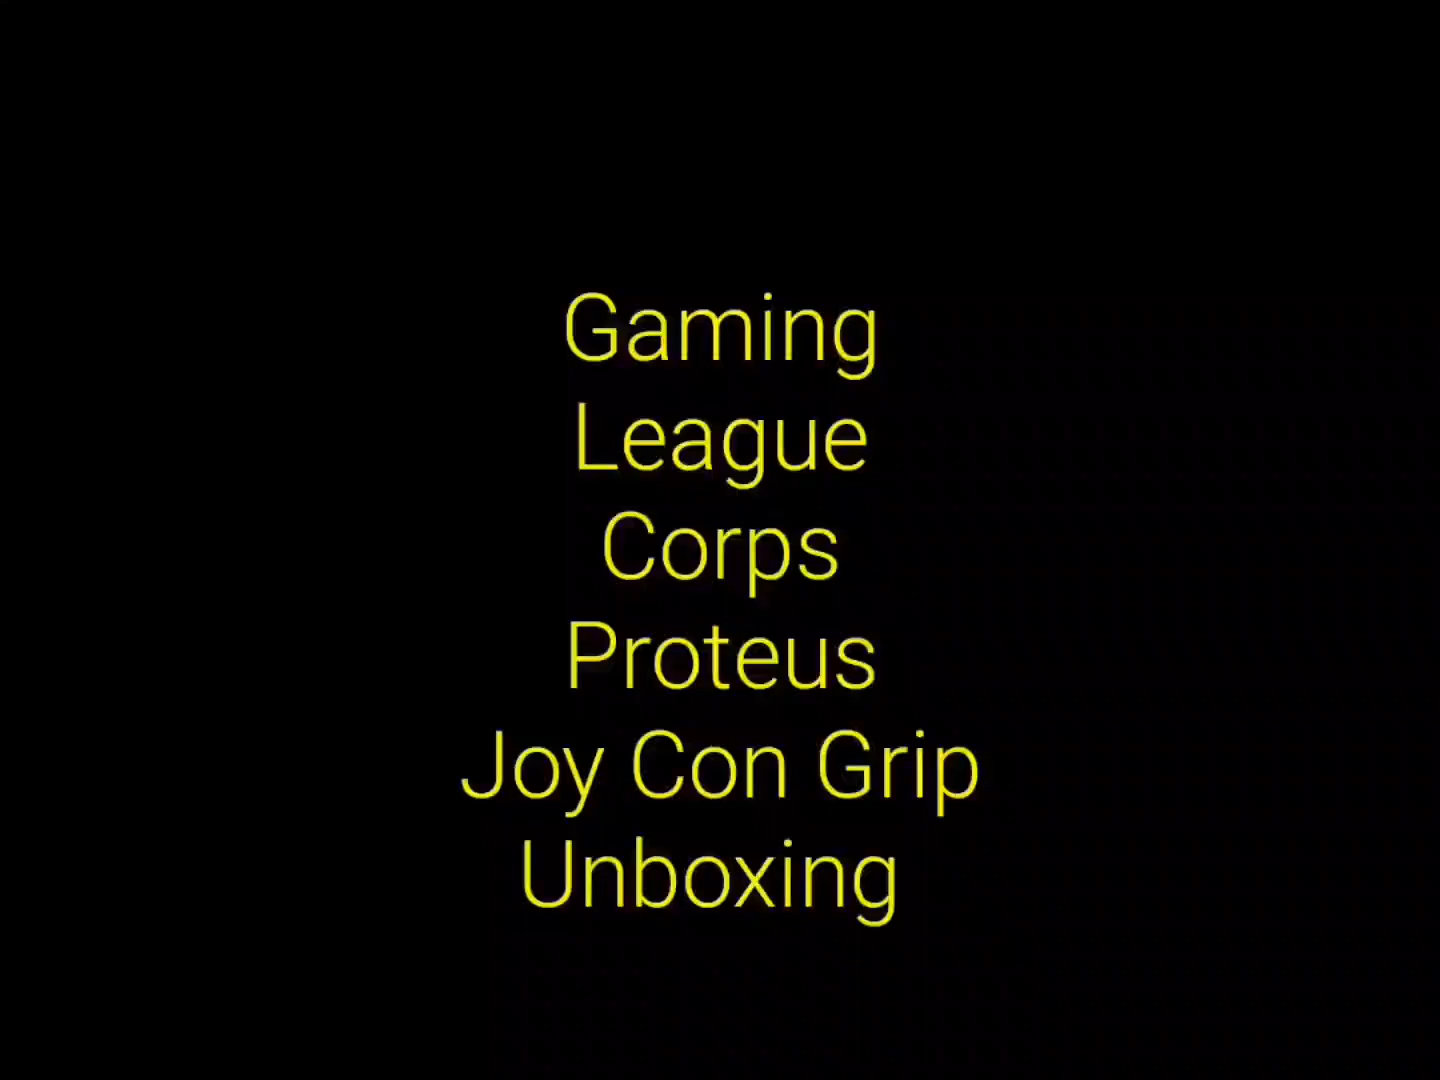 Gaming
League
Corps
Proteus
Joy Con Grip
Unboxing